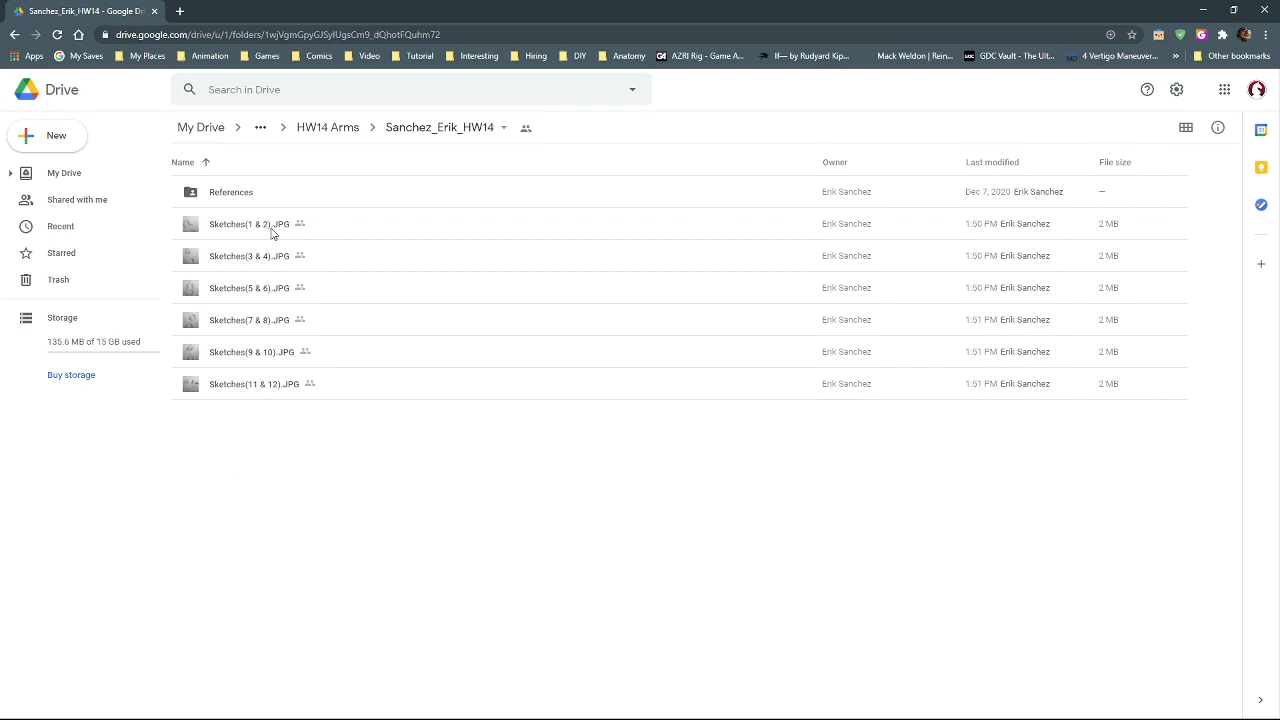 Sanchez_Erik_HW14 - Google Dri
drive.google.com/drive/u/1/folders/1wjVgmGpyGJSyIUgsCm9_dQhotFQuhm72
Apps My Saves My Places Animation Games Comics Video Tutorial Interesting Hiring DIY Anatomy AZRI Rig - Game A... If— by Rudyard Kip... Mack Weldon | Rein... GDC Vault - The Ult... 4 Vertigo Maneuver... » Other bookmarks
Drive
Search in Drive
New
My Drive
Shared with me
Recent
Starred
Trash
Storage
135.6 MB of 15 GB used
Buy storage
My Drive > ... > HW14 Arms > Sanchez_Erik_HW14
Name Owner Last modified File size
References Erik Sanchez Dec 7, 2020 Erik Sanchez —
Sketches(1 & 2).JPG Erik Sanchez 1:50 PM Erik Sanchez 2 MB
Sketches(3 & 4).JPG Erik Sanchez 1:50 PM Erik Sanchez 2 MB
Sketches(5 & 6).JPG Erik Sanchez 1:50 PM Erik Sanchez 2 MB
Sketches(7 & 8).JPG Erik Sanchez 1:51 PM Erik Sanchez 2 MB
Sketches(9 & 10).JPG Erik Sanchez 1:51 PM Erik Sanchez 2 MB
Sketches(11 & 12).JPG Erik Sanchez 1:51 PM Erik Sanchez 2 MB